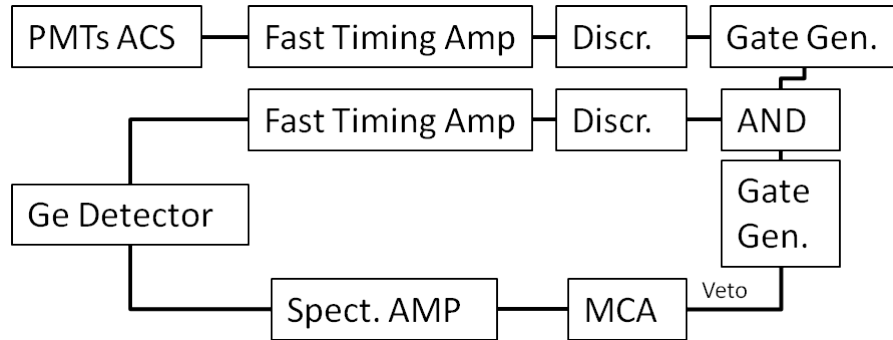 PMTs ACS
Fast Timing Amp
Discr.
Gate Gen.
Fast Timing Amp
Discr.
AND
Ge Detector
Gate
Gen.
Spect. AMP
MCA
Veto